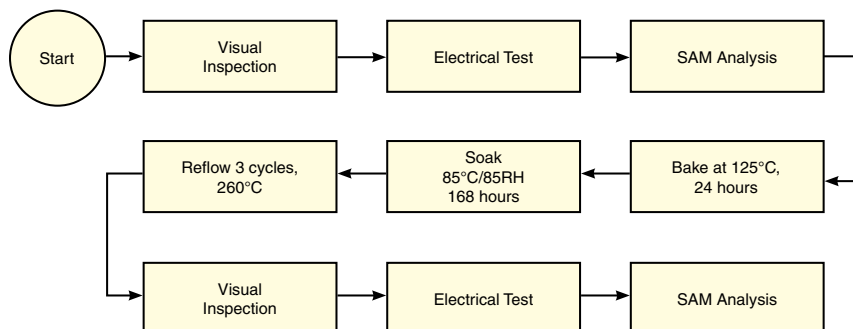 Start
Visual
Inspection
Electrical Test
SAM Analysis
Reflow 3 cycles,
260°C
Soak
85°C/85RH
168 hours
Bake at 125°C,
24 hours
Visual
Inspection
Electrical Test
SAM Analysis